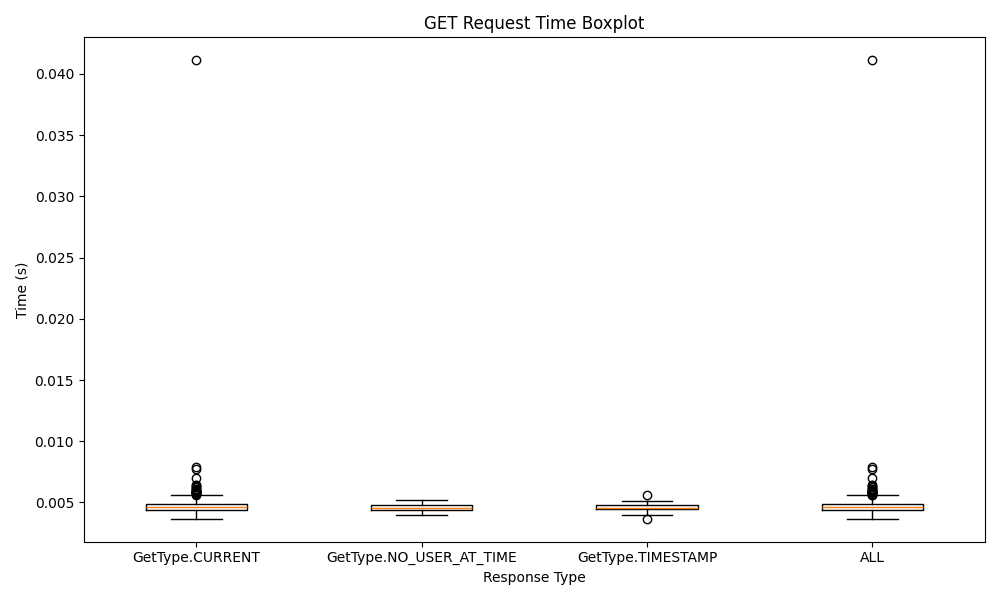 GET Request Time Boxplot
0.040
0.035
0.030
0.025
0.020
0.015
0.010
0.005
Time (s)
GetType.CURRENT
GetType.NO_USER_AT_TIME
GetType.TIMESTAMP
ALL
Response Type